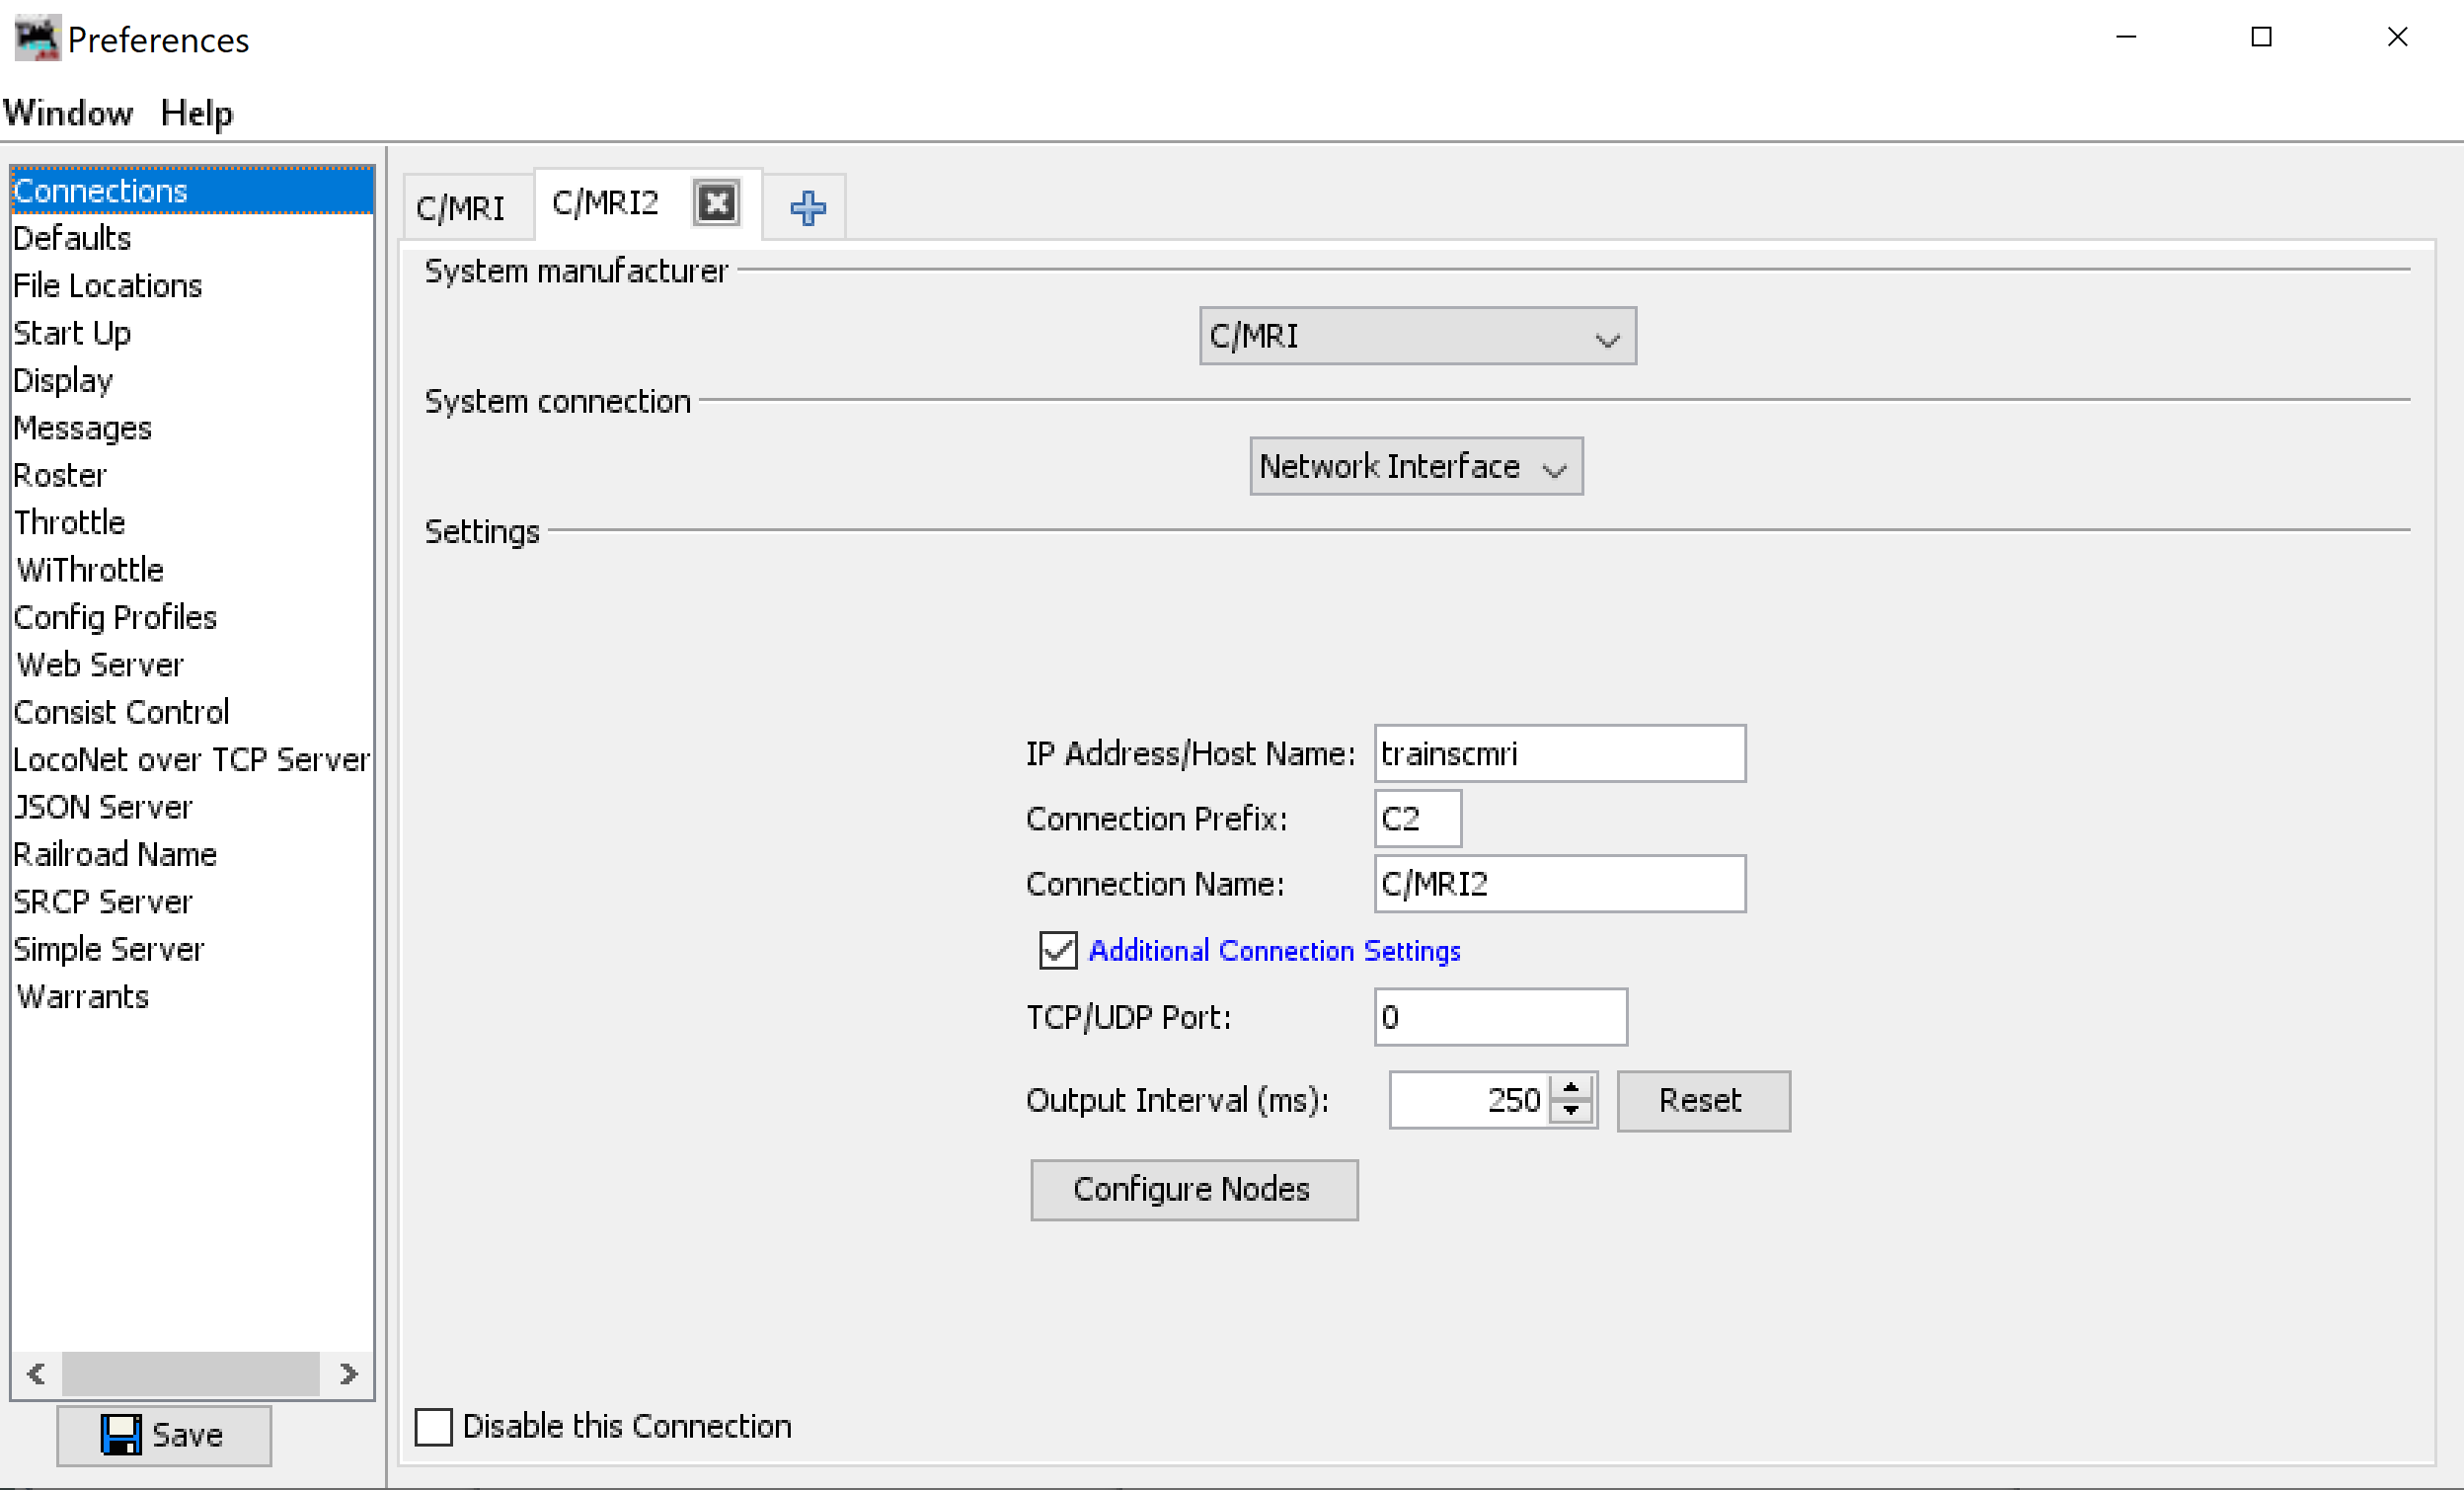 Preferences
Window Help
Connections
Defaults
File Locations
Start Up
Display
Messages
Roster
Throttle
WiThrottle
Config Profiles
Web Server
Consist Control
LocoNet over TCP Server
JSON Server
Railroad Name
SRCP Server
Simple Server
Warrants
Save
C/MRI C/MRI2
System manufacturer
C/MRI
System connection
Network Interface
Settings
IP Address/Host Name: trainscmri
Connection Prefix: C2
Connection Name: C/MRI2
Additional Connection Settings
TCP/UDP Port: 0
Output Interval (ms): 250 Reset
Configure Nodes
Disable this Connection